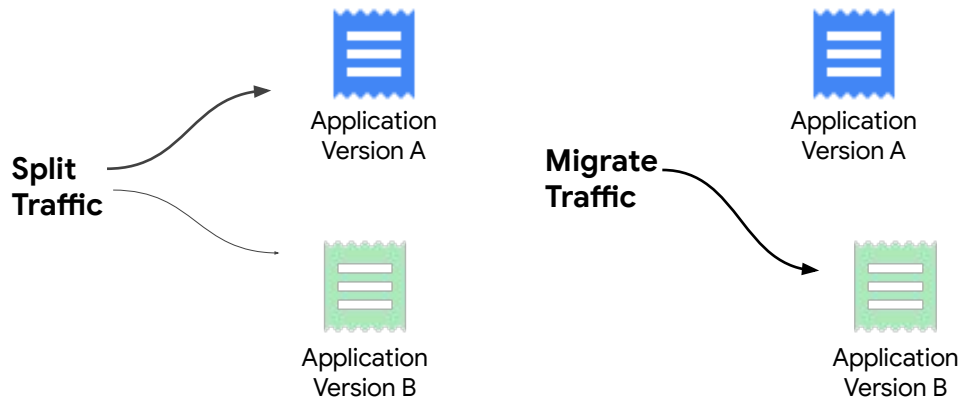 Split
Traffic
Application
Version A
Application
Version B
Migrate
Traffic
Application
Version A
Application
Version B